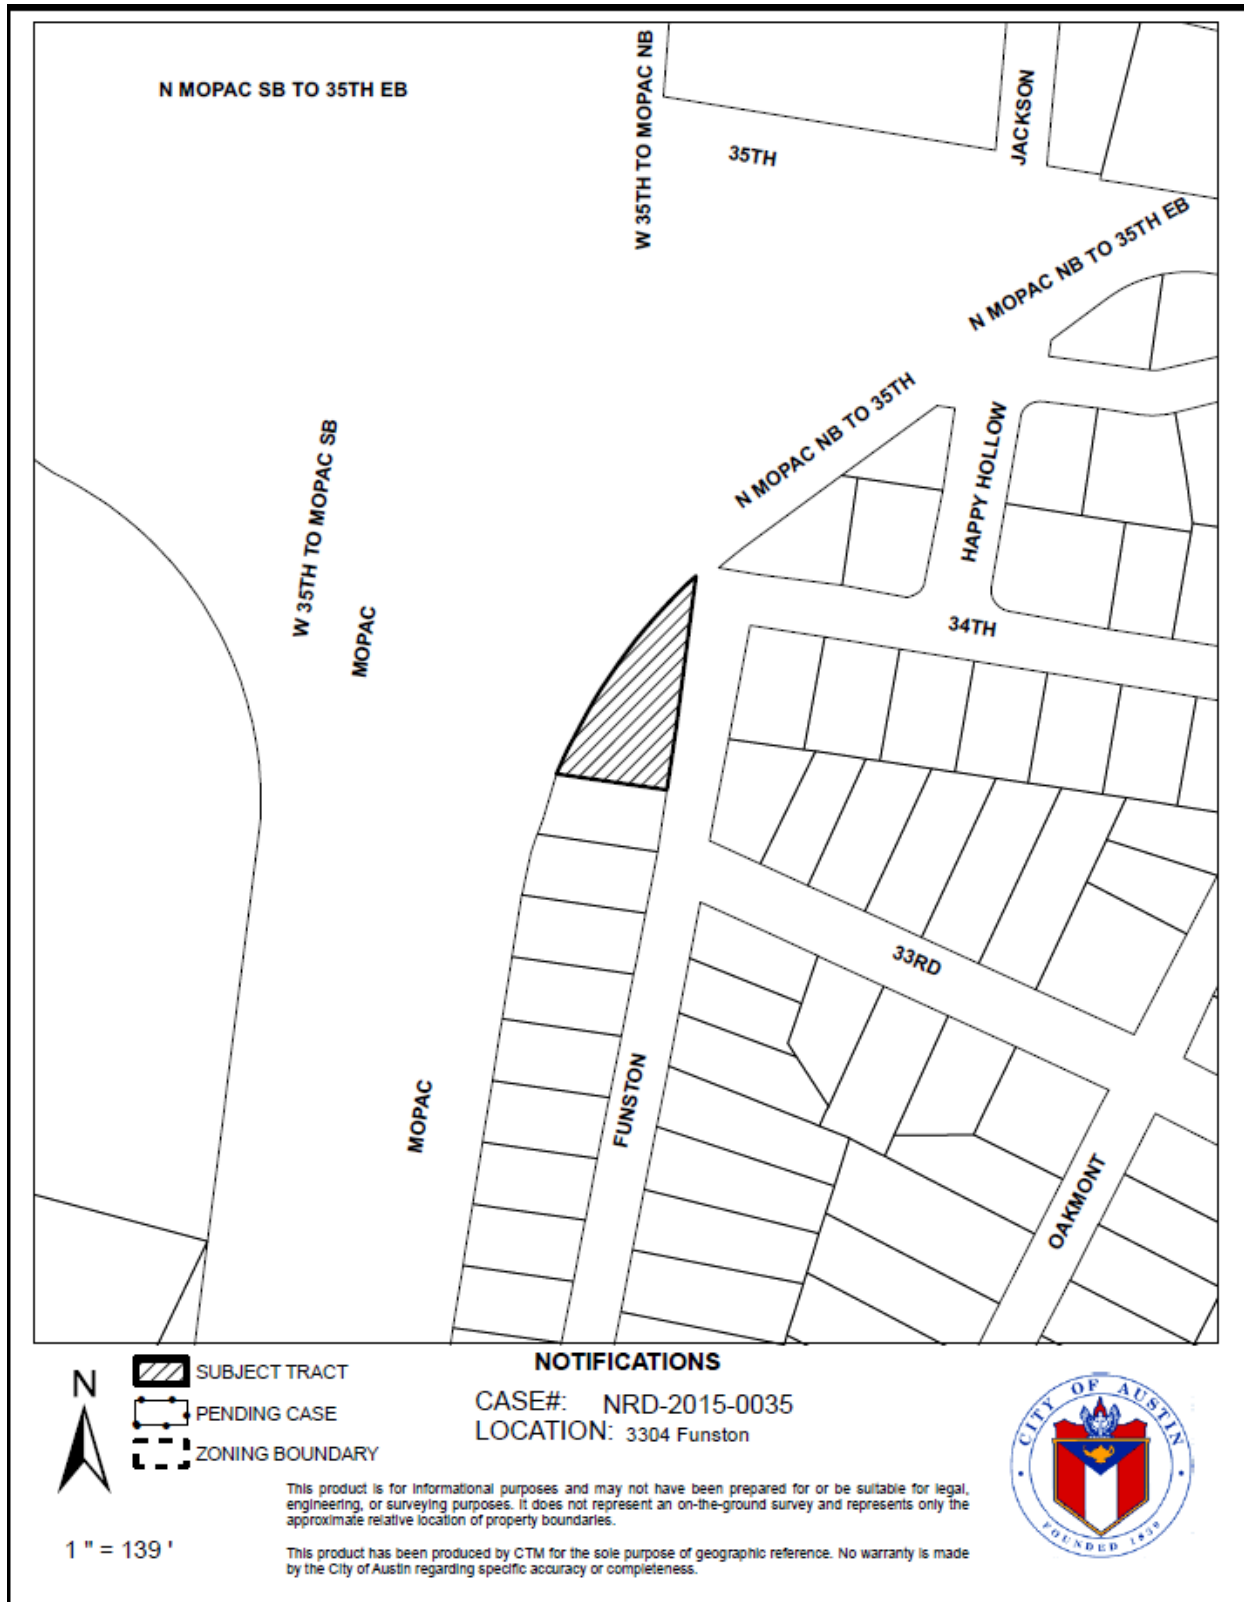 N MOPAC SB TO 35TH EB
W 35TH TO MOPAC NB
35TH
JACKSON
N MOPAC NB TO 35TH EB
N MOPAC NB TO 35TH
HAPPY HOLLOW
W 35TH TO MOPAC SB
MOPAC
34TH
33RD
MOPAC
FUNSTON
OAKMONT
N
1 " = 139 '
SUBJECT TRACT
PENDING CASE
ZONING BOUNDARY
NOTIFICATIONS
CASE#: NRD-2015-0035
LOCATION: 3304 Funston
This product is for informational purposes and may not have been prepared for or be suitable for legal,
engineering, or surveying purposes. It does not represent an on-the-ground survey and represents only the
approximate relative location of property boundaries.
This product has been produced by CTM for the sole purpose of geographic reference. No warranty is made
by the City of Austin regarding specific accuracy or completeness.
CITY OF AUSTIN
FOUNDED 1839